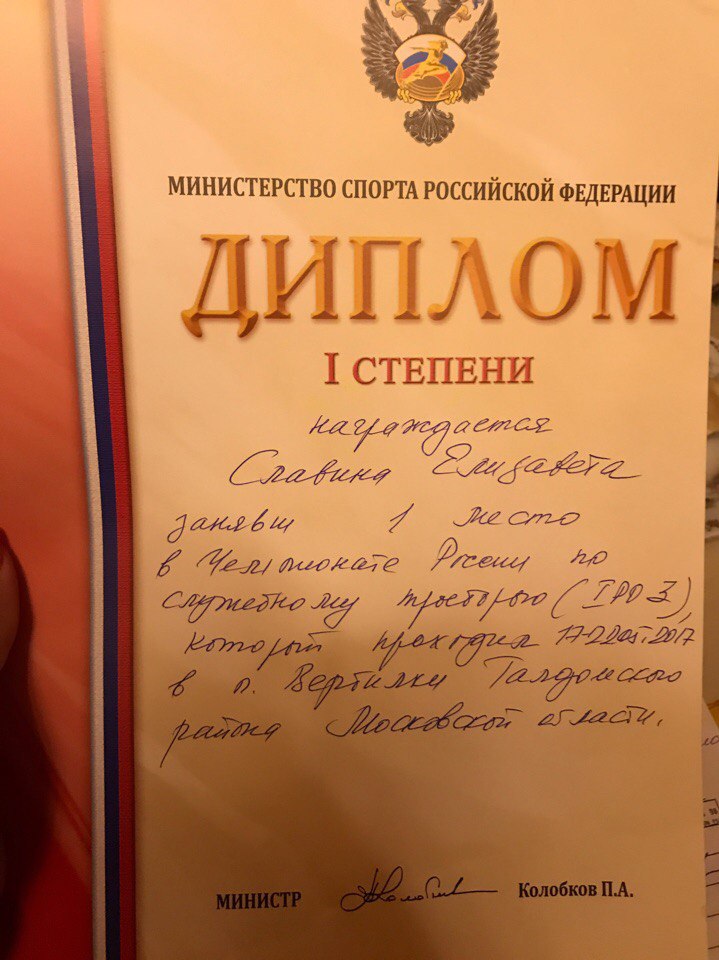 МИНИСТЕРСТВО СПОРТА РОССИЙСКОЙ ФЕДЕРАЦИИ
ДИПЛОМ
I СТЕПЕНИ
награждается
Славина Елизавета
занявш 1 место
в Чемпионате России по
служебному (IPO 3),
который проходил 17-22.05.2017
в п. Вербилки Талдомского
района Московской области.
МИНИСТР Колобков П.А.